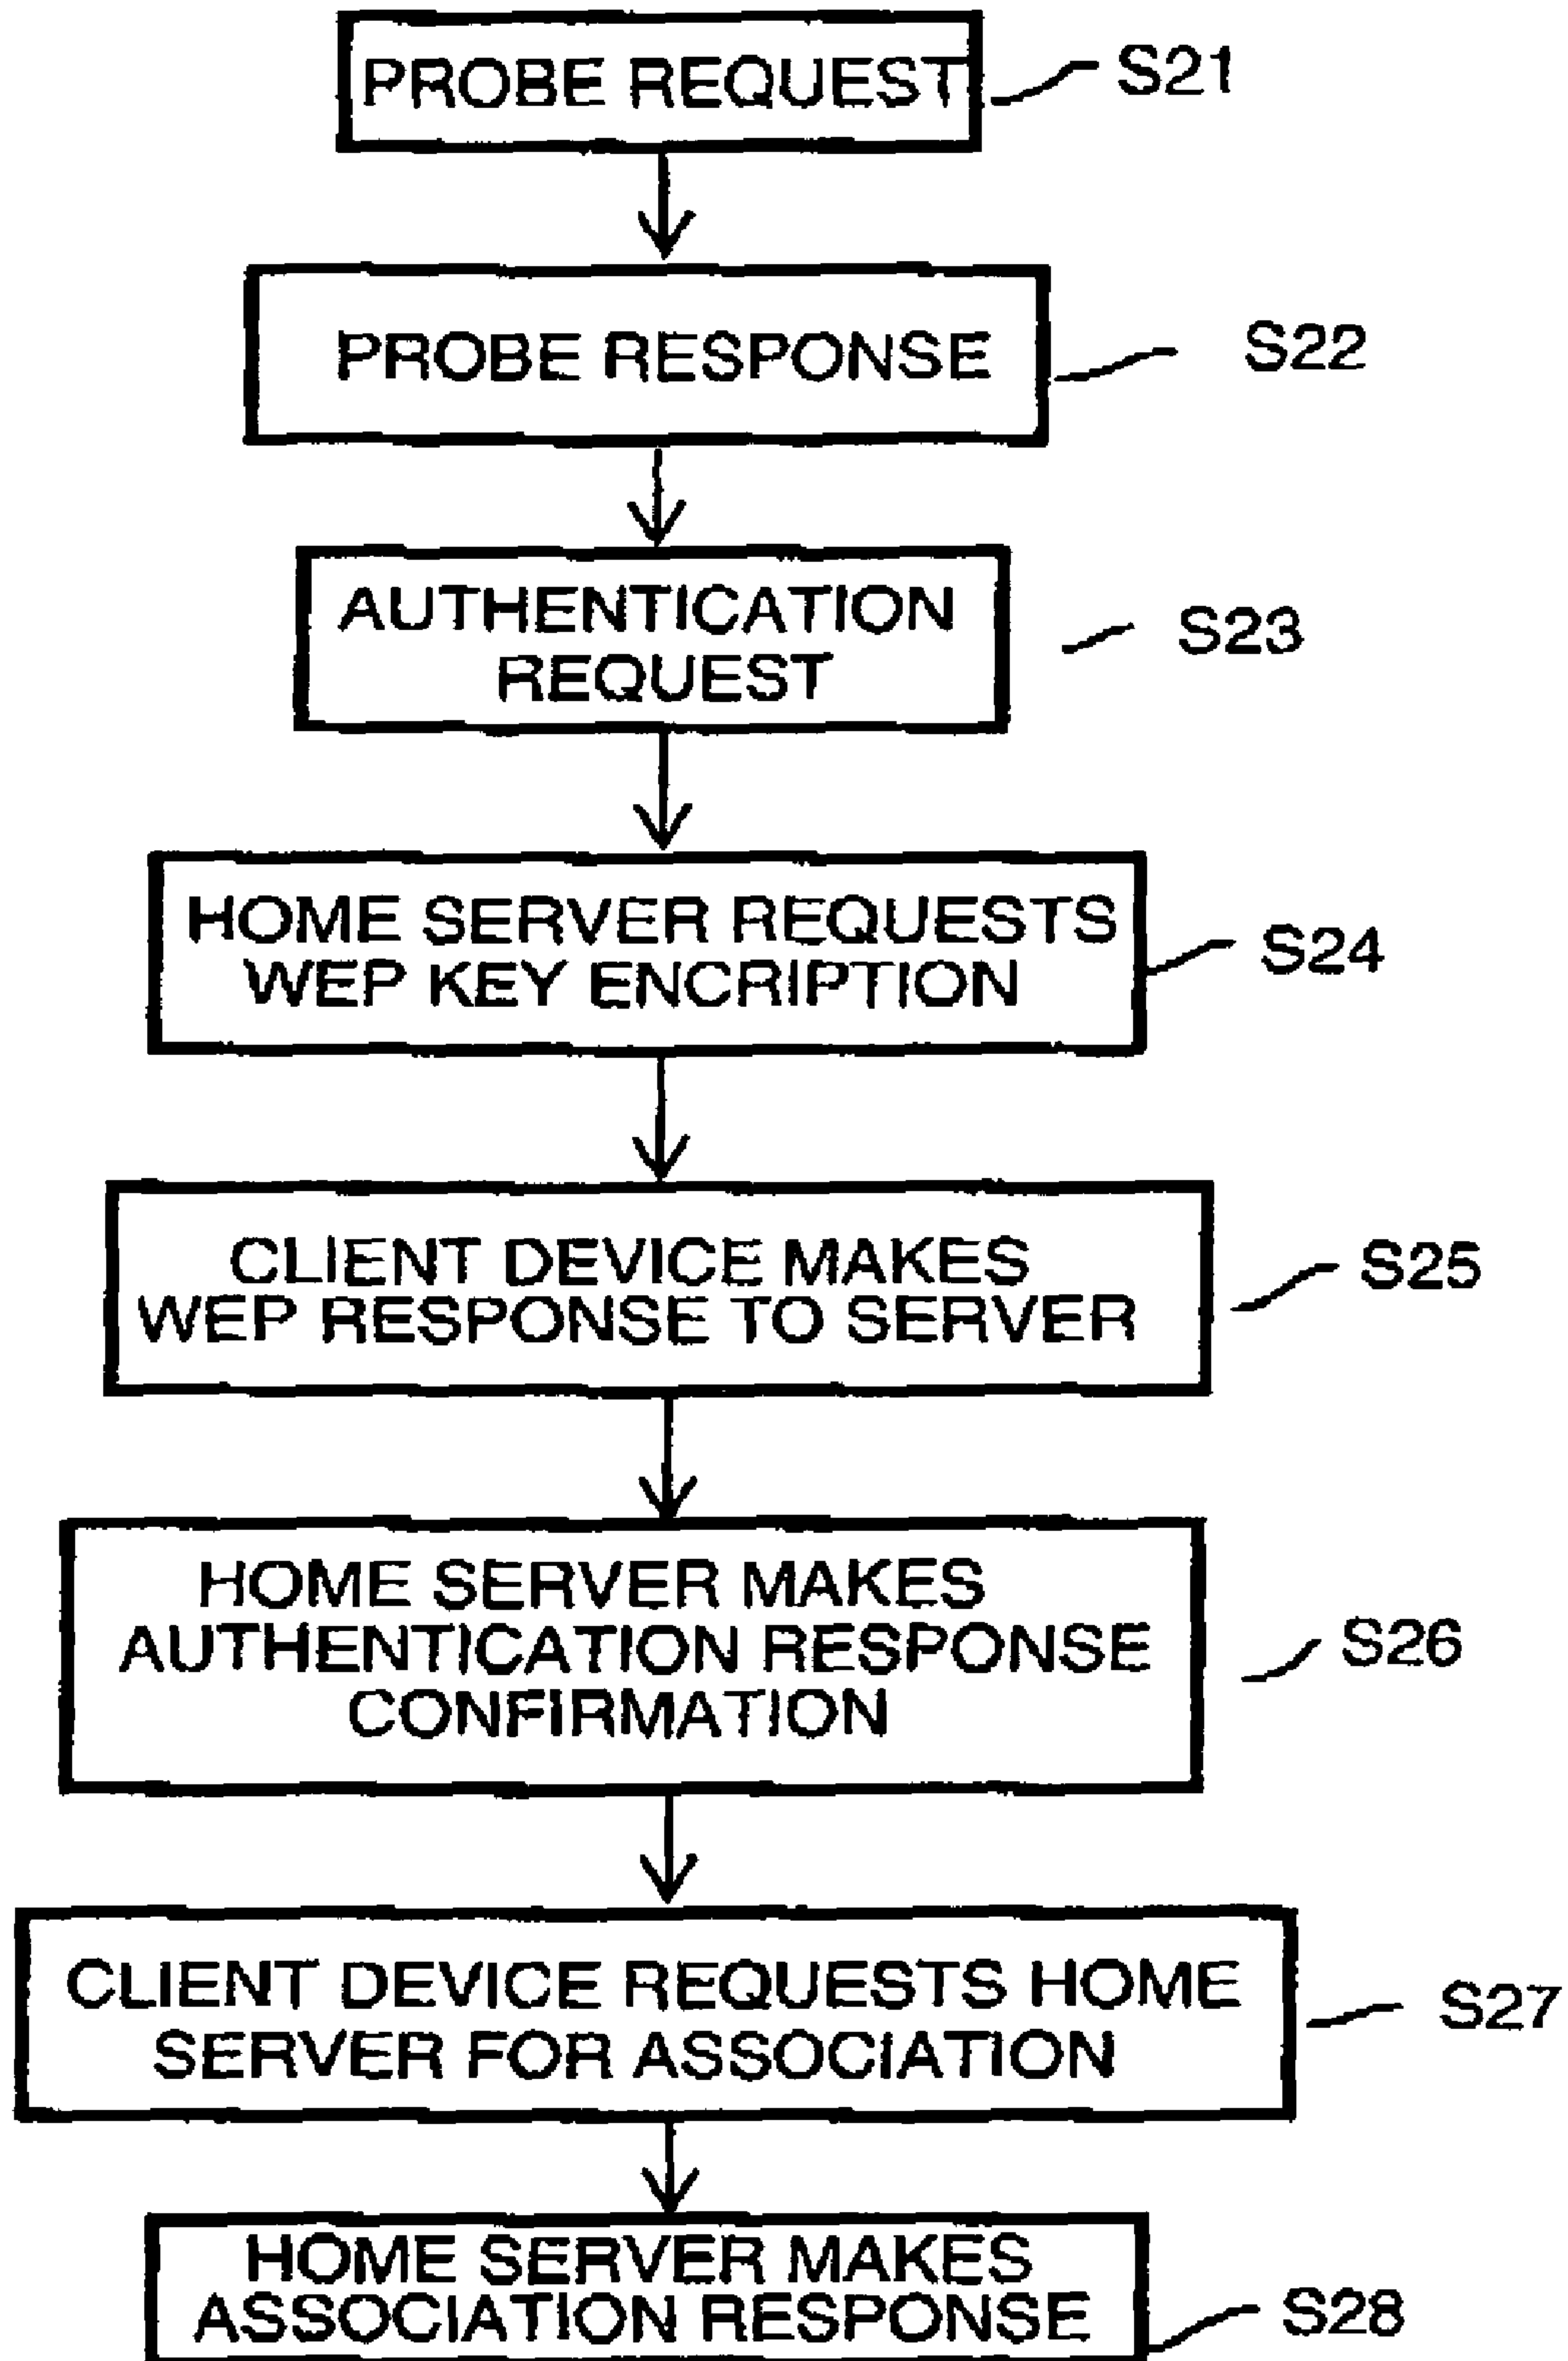 PROBE REQUEST
S21
PROBE RESPONSE
S22
AUTHENTICATION
REQUEST
S23
HOME SERVER REQUESTS
WEP KEY ENCRIPTION
S24
CLIENT DEVICE MAKES
WEP RESPONSE TO SERVER
S25
HOME SERVER MAKES
AUTHENTICATION RESPONSE
CONFIRMATION
S26
CLIENT DEVICE REQUESTS HOME
SERVER FOR ASSOCIATION
S27
HOME SERVER MAKES
ASSOCIATION RESPONSE
S28